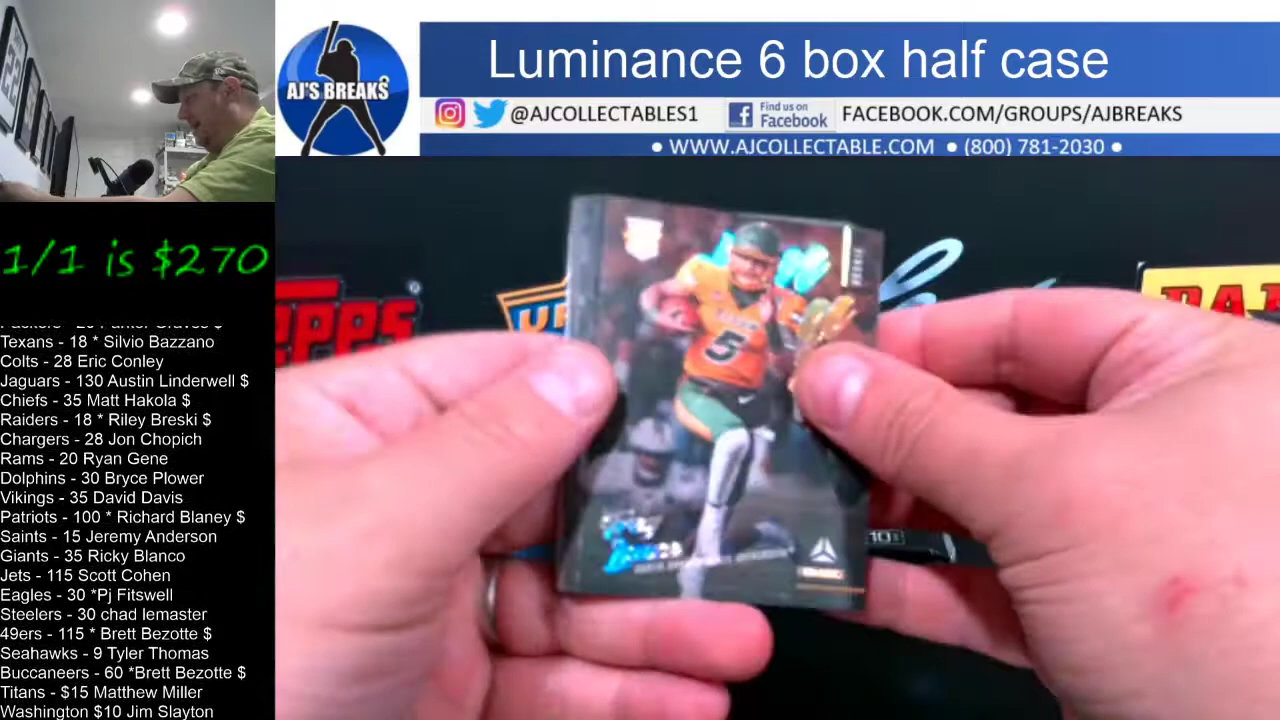 Luminance 6 box half case
AJ'S BREAKS
@AJCOLLECTABLES1
Find us on
Facebook
FACEBOOK.COM/GROUPS/AJBREAKS
• WWW.AJCOLLECTABLE.COM • (800) 781-2030 •
1/1 is $270
Texans - 18 * Silvio Bazzano
Colts - 28 Eric Conley
Jaguars - 130 Austin Linderwell $
Chiefs - 35 Matt Hakola $
Raiders - 18 * Riley Breski $
Chargers - 28 Jon Chopich
Rams - 20 Ryan Gene
Dolphins - 30 Bryce Plower
Vikings - 35 David Davis
Patriots - 100 * Richard Blaney $
Saints - 15 Jeremy Anderson
Giants - 35 Ricky Blanco
Jets - 115 Scott Cohen
Eagles - 30 *Pj Fitswell
Steelers - 30 chad lemaster
49ers - 115 * Brett Bezotte $
Seahawks - 9 Tyler Thomas
Buccaneers - 60 *Brett Bezotte $
Titans - $15 Matthew Miller
Washington $10 Jim Slayton
5